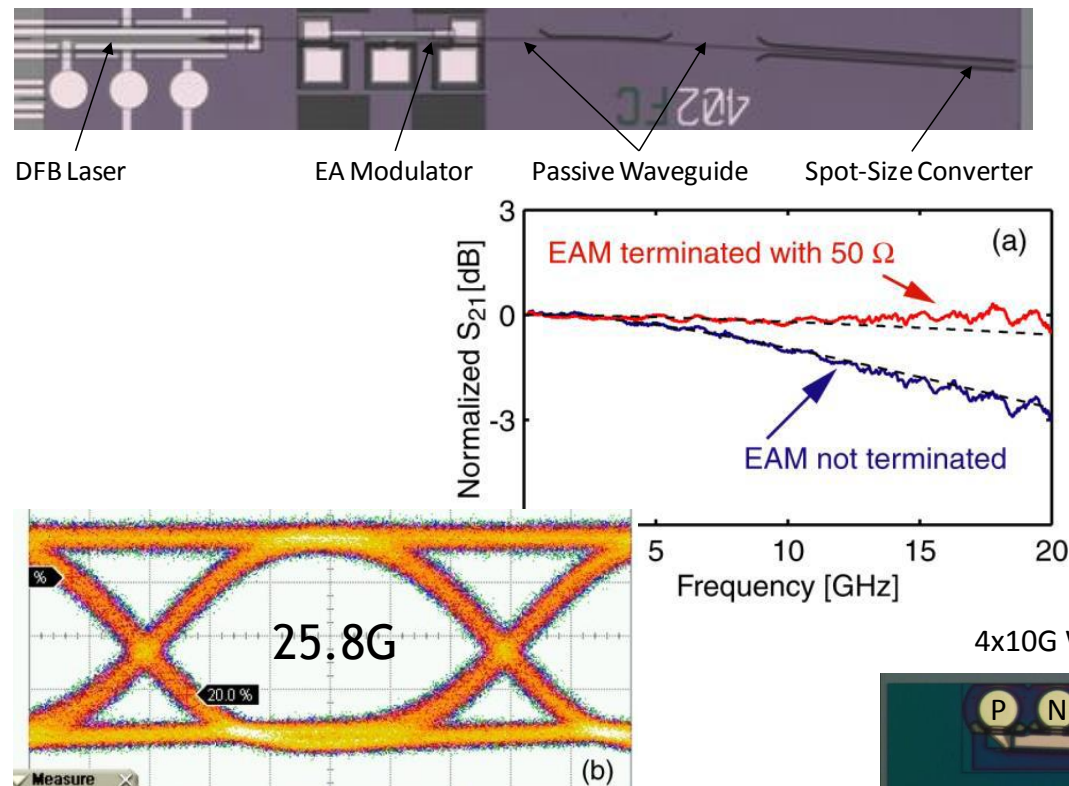 402FC
DFB Laser
EA Modulator
Passive Waveguide
Spot-Size Converter
3
0
-3
Normalized S21 [dB]
(a)
EAM terminated with 50 Ω
EAM not terminated
5
10
15
20
Frequency [GHz]
%
25.8G
20.0 %
(b)
Measure
4x10G
P
N